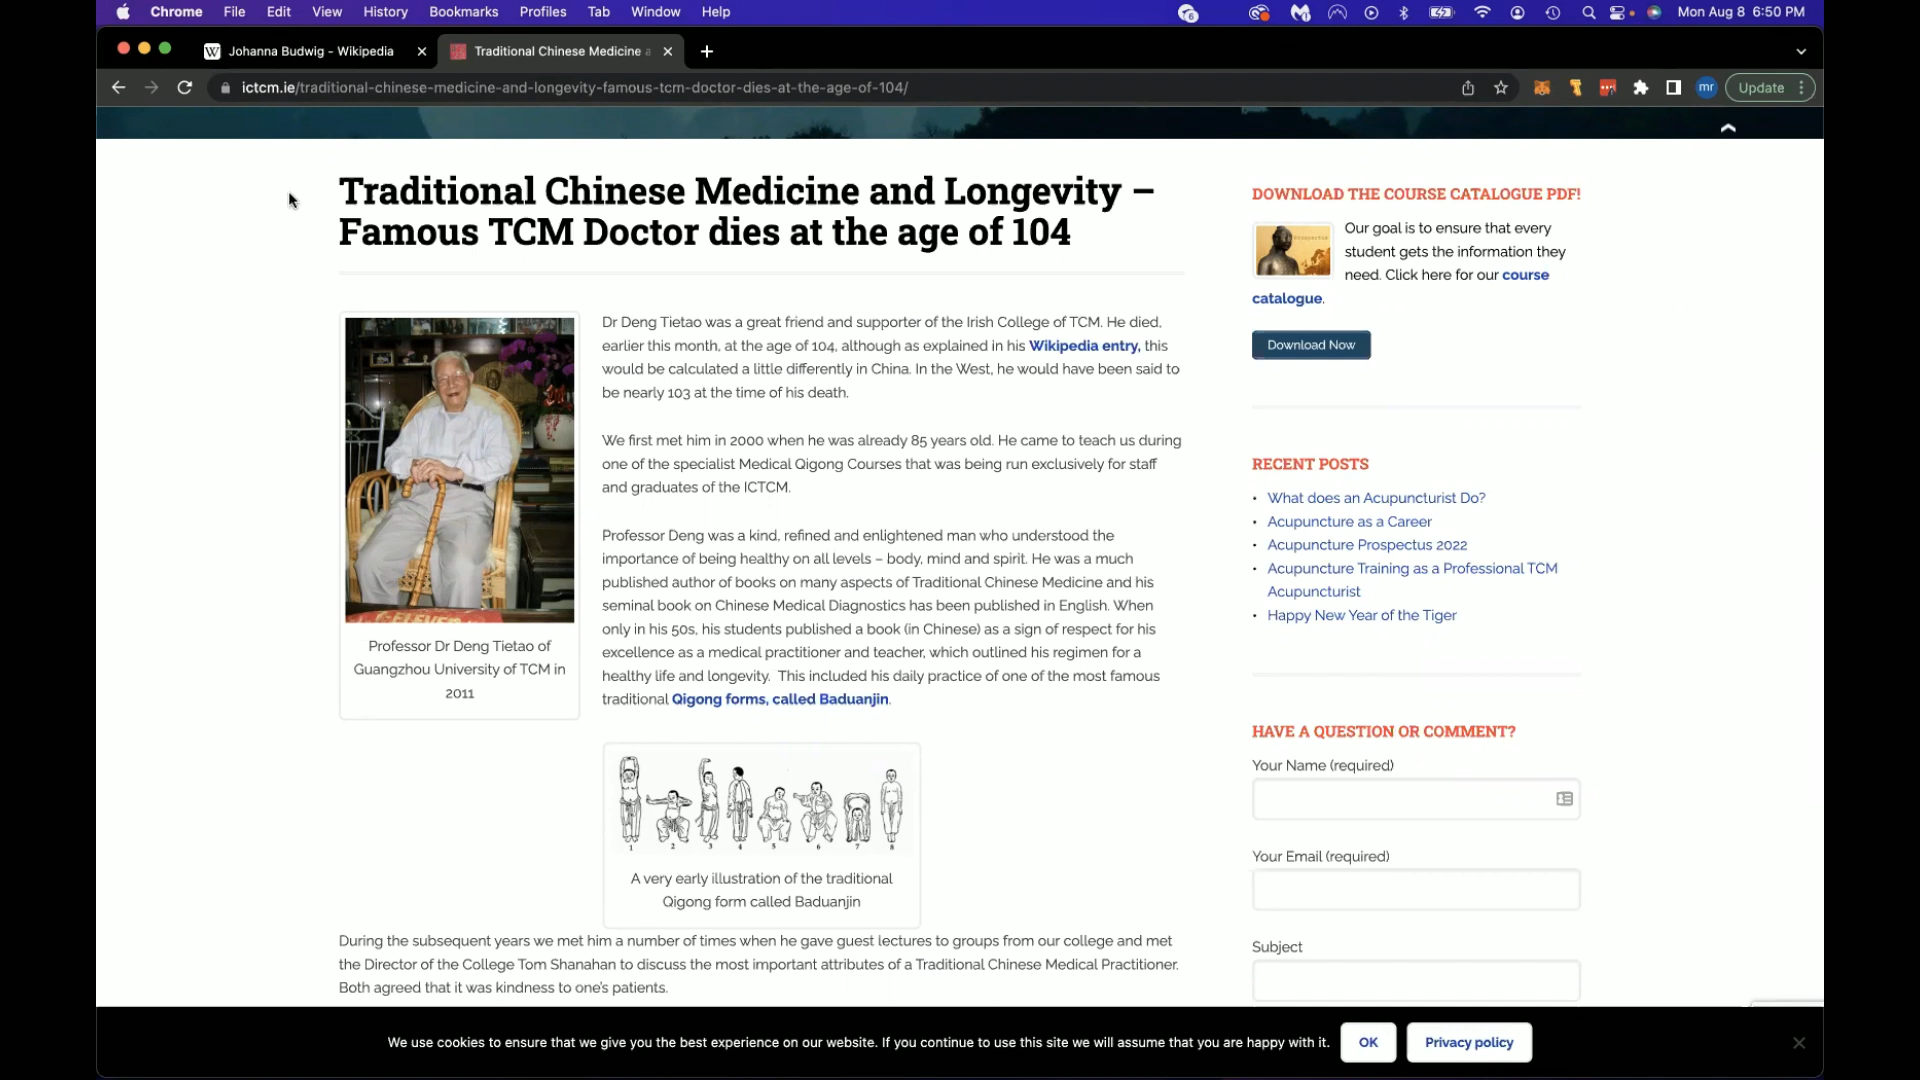 Chrome File Edit View History Bookmarks Profiles Tab Window Help
Mon Aug 8 6:50 PM
Johanna Budwig - Wikipedia
Traditional Chinese Medicine a
ictcm.ie/traditional-chinese-medicine-and-longevity-famous-tcm-doctor-dies-at-the-age-of-104/
mr
Update
Traditional Chinese Medicine and Longevity –
Famous TCM Doctor dies at the age of 104
Dr Deng Tietao was a great friend and supporter of the Irish College of TCM. He died,
earlier this month, at the age of 104, although as explained in his Wikipedia entry, this
would be calculated a little differently in China. In the West, he would have been said to
be nearly 103 at the time of his death.
We first met him in 2000 when he was already 85 years old. He came to teach us during
one of the specialist Medical Qigong Courses that was being run exclusively for staff
and graduates of the ICTCM.
Professor Deng was a kind, refined and enlightened man who understood the
importance of being healthy on all levels – body, mind and spirit. He was a much
published author of books on many aspects of Traditional Chinese Medicine and his
seminal book on Chinese Medical Diagnostics has been published in English. When
only in his 50s, his students published a book (in Chinese) as a sign of respect for his
excellence as a medical practitioner and teacher, which outlined his regimen for a
healthy life and longevity. This included his daily practice of one of the most famous
traditional Qigong forms, called Baduanjin.
Professor Dr Deng Tietao of
Guangzhou University of TCM in
2011
1 2 3 4 5 6 7 8
A very early illustration of the traditional
Qigong form called Baduanjin
During the subsequent years we met him a number of times when he gave guest lectures to groups from our college and met
the Director of the College Tom Shanahan to discuss the most important attributes of a Traditional Chinese Medical Practitioner.
Both agreed that it was kindness to one's patients.
DOWNLOAD THE COURSE CATALOGUE PDF!
Our goal is to ensure that every
student gets the information they
need. Click here for our course
catalogue.
Download Now
RECENT POSTS
• What does an Acupuncturist Do?
• Acupuncture as a Career
• Acupuncture Prospectus 2022
• Acupuncture Training as a Professional TCM
Acupuncturist
• Happy New Year of the Tiger
HAVE A QUESTION OR COMMENT?
Your Name (required)
Your Email (required)
Subject
We use cookies to ensure that we give you the best experience on our website. If you continue to use this site we will assume that you are happy with it.
OK
Privacy policy